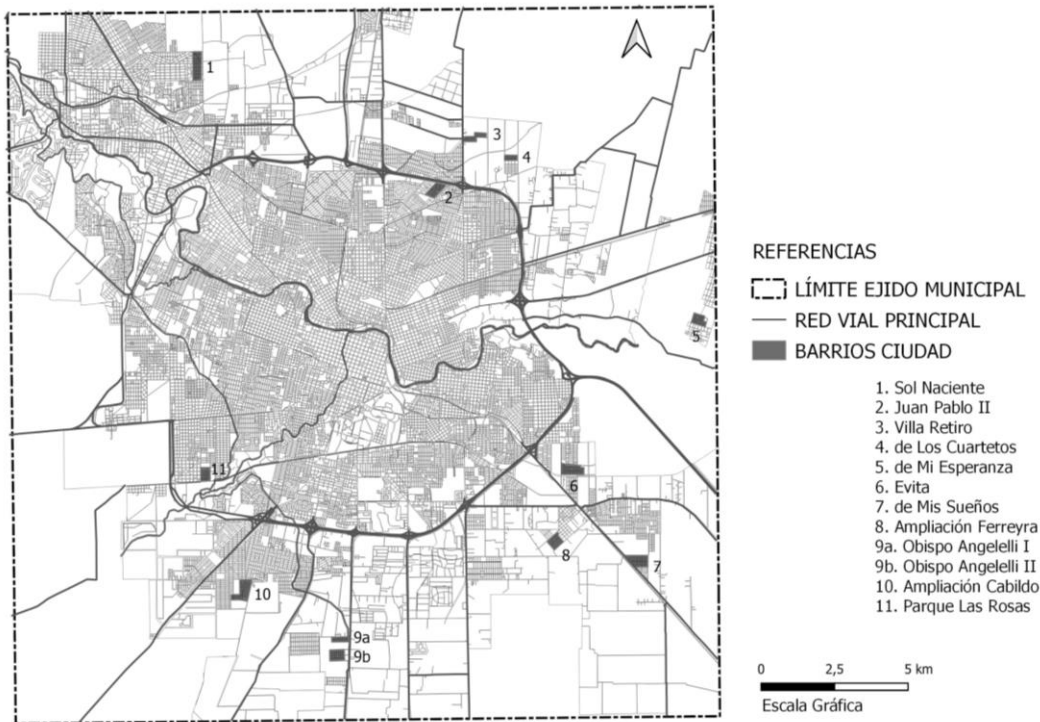 1
3
4
2
5
11
6
8
7
10
9a
9b
REFERENCIAS
LÍMITE EJIDO MUNICIPAL
RED VIAL PRINCIPAL
BARRIOS CIUDAD
1. Sol Naciente
2. Juan Pablo II
3. Villa Retiro
4. de Los Cuartetos
5. de Mi Esperanza
6. Evita
7. de Mis Sueños
8. Ampliación Ferreyra
9a. Obispo Angelelli I
9b. Obispo Angelelli II
10. Ampliación Cabildo
11. Parque Las Rosas
0 2,5 5 km
Escala Gráfica